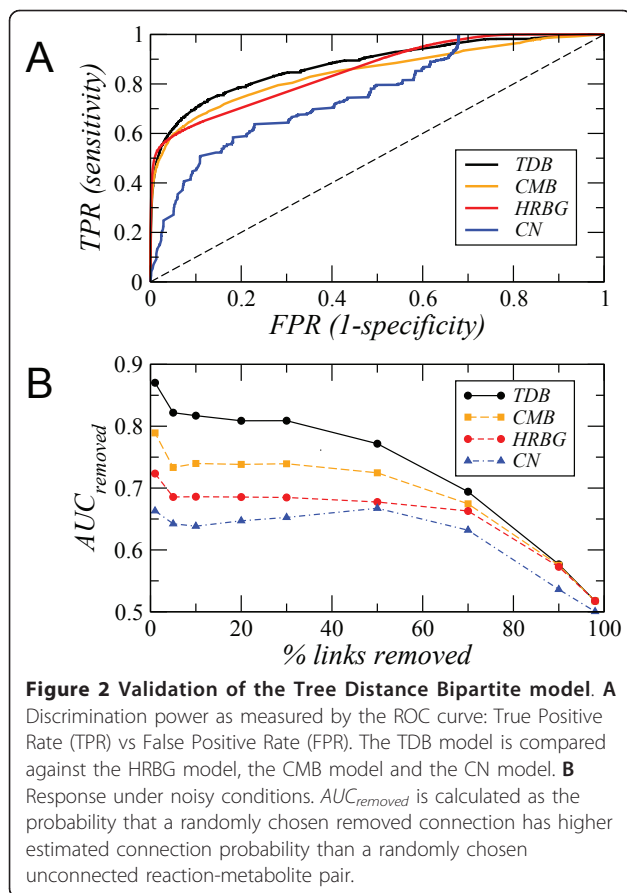 A
1
0.8
0.6
0.4
0.2
0
TPR (sensitivity)
TDB
CMB
HRBG
CN
0 0.2 0.4 0.6 0.8 1
FPR (1-specificity)
B
0.9
0.8
0.7
0.6
0.5
AUC removed
TDB
CMB
HRBG
CN
0 20 40 60 80 100
% links removed
Figure 2 Validation of the Tree Distance Bipartite model. A
Discrimination power as measured by the ROC curve: True Positive
Rate (TPR) vs False Positive Rate (FPR). The TDB model is compared
against the HRBG model, the CMB model and the CN model. B
Response under noisy conditions. AUCremoved is calculated as the
probability that a randomly chosen removed connection has higher
estimated connection probability than a randomly chosen
unconnected reaction-metabolite pair.